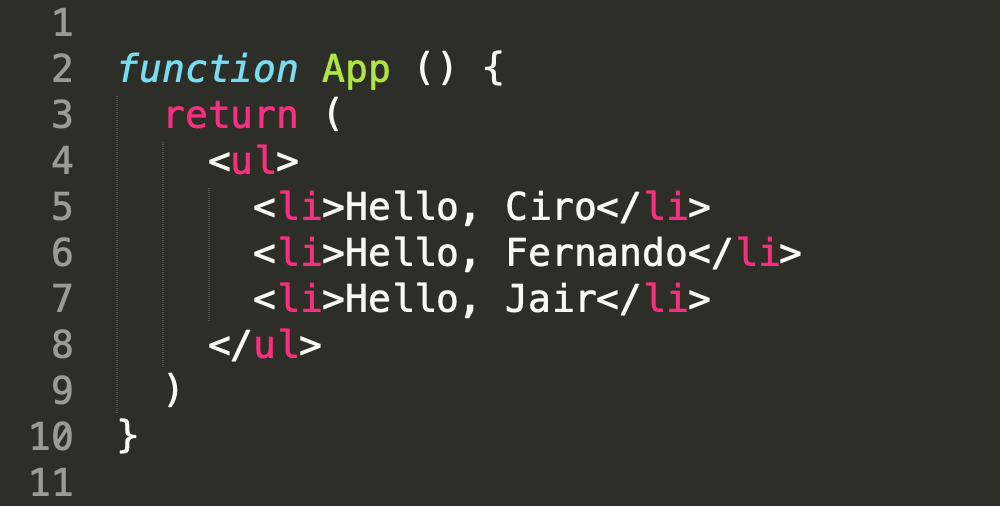 1
2 function App () {
3 return (
4 <ul>
5 <li>Hello, Ciro</li>
6 <li>Hello, Fernando</li>
7 <li>Hello, Jair</li>
8 </ul>
9 )
10 }
11